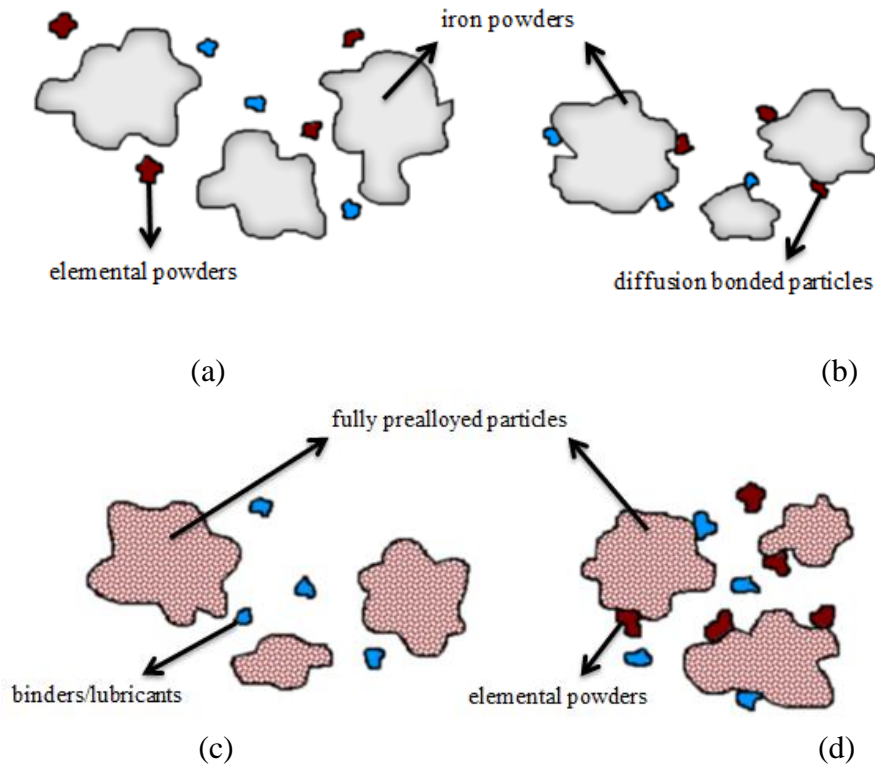 iron powders
elemental powders
diffusion bonded particles
(a)
(b)
fully prealloyed particles
binders/lubricants
elemental powders
(c)
(d)